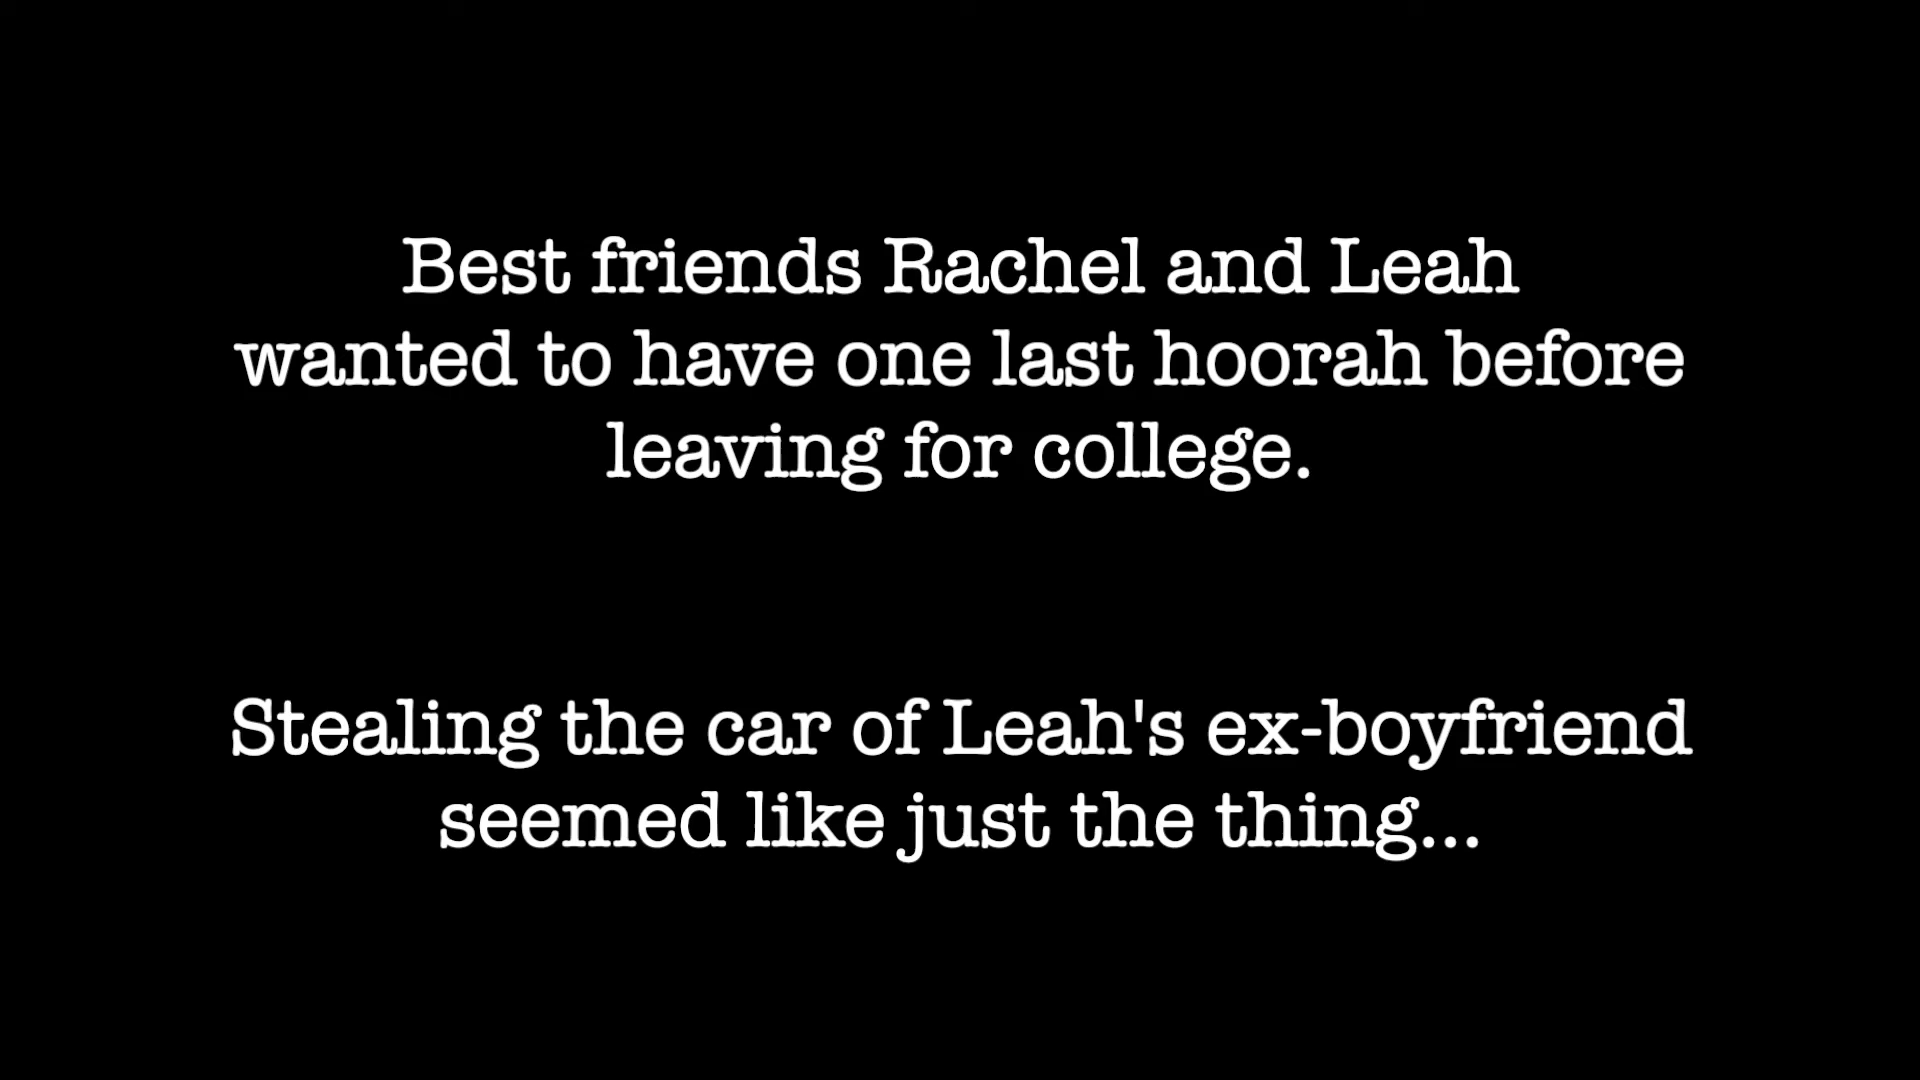 Best friends Rachel and Leah
wanted to have one last hoorah before
leaving for college.
Stealing the car of Leah's ex-boyfriend
seemed like just the thing...